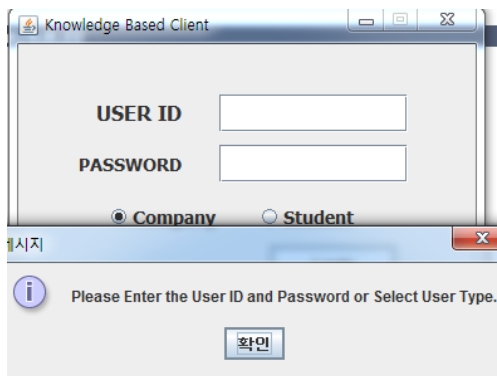 Knowledge Based Client
USER ID
PASSWORD
Company Student
시지
Please Enter the User ID and Password or Select User Type.
확인